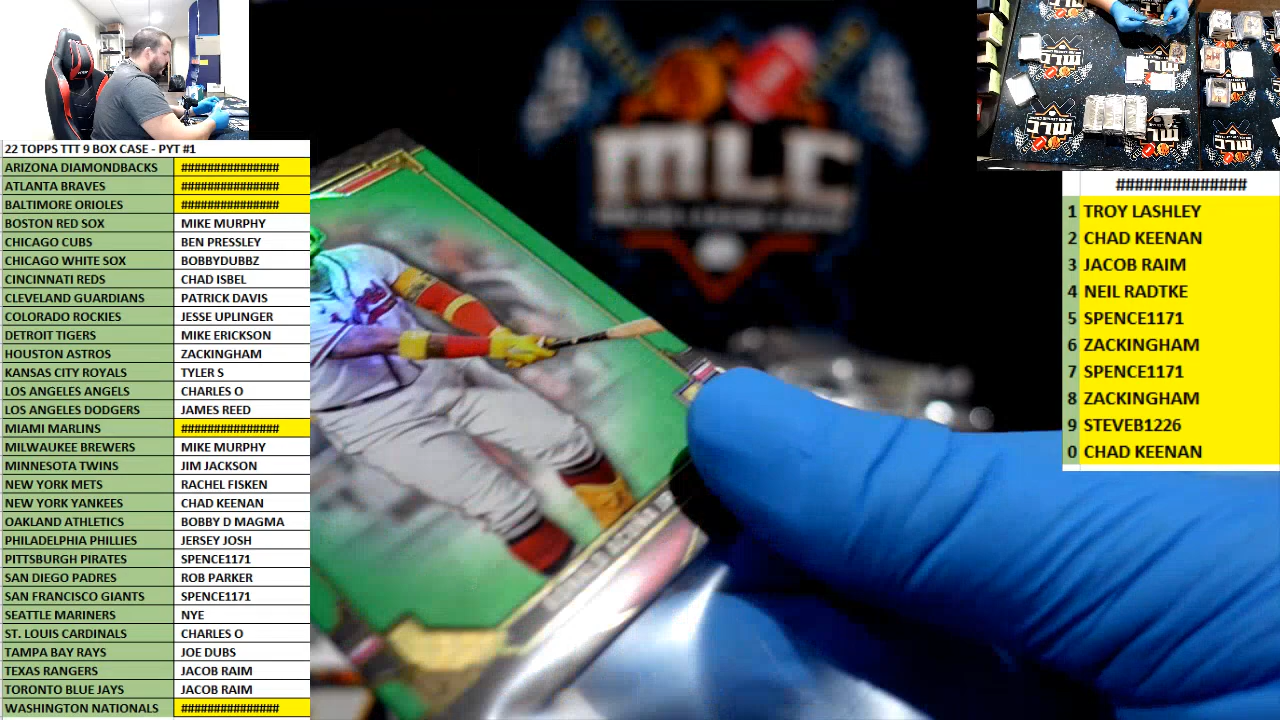 22 TOPPS TTT 9 BOX CASE - PYT #1
ARIZONA DIAMONDBACKS ###############
ATLANTA BRAVES ###############
BALTIMORE ORIOLES ###############
BOSTON RED SOX MIKE MURPHY
CHICAGO CUBS BEN PRESSLEY
CHICAGO WHITE SOX BOBBYDUBBZ
CINCINNATI REDS CHAD ISBEL
CLEVELAND GUARDIANS PATRICK DAVIS
COLORADO ROCKIES JESSE UPLINGER
DETROIT TIGERS MIKE ERICKSON
HOUSTON ASTROS ZACKINGHAM
KANSAS CITY ROYALS TYLER S
LOS ANGELES ANGELS CHARLES O
LOS ANGELES DODGERS JAMES REED
MIAMI MARLINS ###############
MILWAUKEE BREWERS MIKE MURPHY
MINNESOTA TWINS JIM JACKSON
NEW YORK METS RACHEL FISKEN
NEW YORK YANKEES CHAD KEENAN
OAKLAND ATHLETICS BOBBY D MAGMA
PHILADELPHIA PHILLIES JERSEY JOSH
PITTSBURGH PIRATES SPENCE1171
SAN DIEGO PADRES ROB PARKER
SAN FRANCISCO GIANTS SPENCE1171
SEATTLE MARINERS NYE
ST. LOUIS CARDINALS CHARLES O
TAMPA BAY RAYS JOE DUBS
TEXAS RANGERS JACOB RAIM
TORONTO BLUE JAYS JACOB RAIM
WASHINGTON NATIONALS ###############
MLC
###############
1 TROY LASHLEY
2 CHAD KEENAN
3 JACOB RAIM
4 NEIL RADTKE
5 SPENCE1171
6 ZACKINGHAM
7 SPENCE1171
8 ZACKINGHAM
9 STEVEB1226
0 CHAD KEENAN